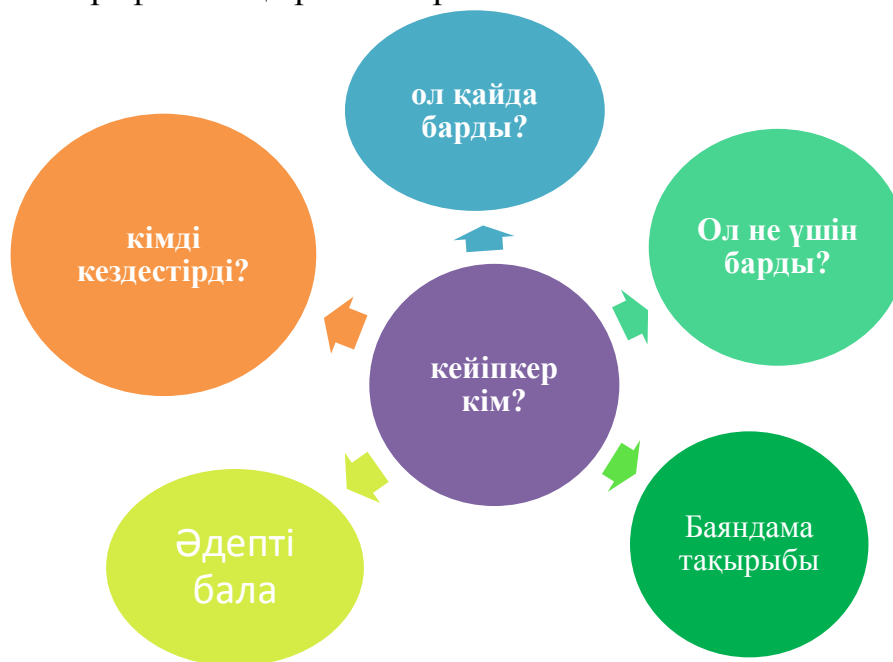 ол қайда
барды?
кімді
кездестірді?
Ол не үшін
барды?
кейіпкер
кім?
Әдепті
бала
Баяндама
тақырыбы